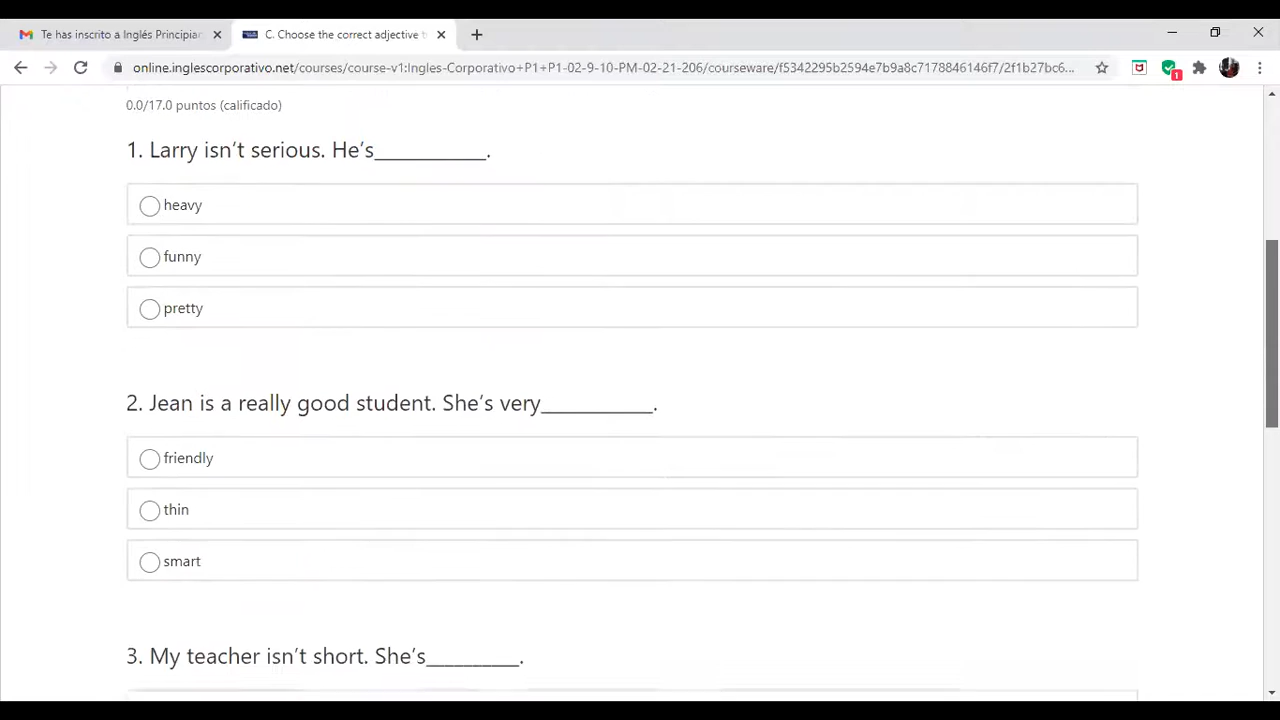 Te has inscrito a Inglés Principian
C. Choose the correct adjective t
online.inglescorporativo.net/courses/course-v1:Ingles-Corporativo+P1+P1-02-9-10-PM-02-21-206/courseware/f5342295b2594e7b9a8c7178846146f7/2f1b27bc6...
1
0.0/17.0 puntos (calificado)
1. Larry isn’t serious. He’s___________.
heavy
funny
pretty
2. Jean is a really good student. She’s very___________.
friendly
thin
smart
3. My teacher isn’t short. She’s_________.